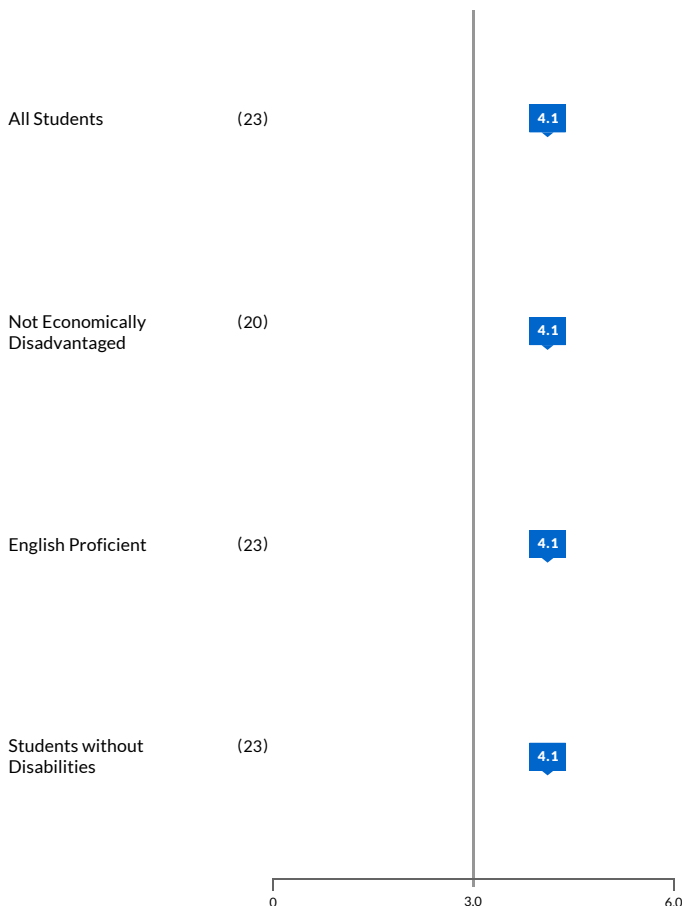 All Students (23) 4.1
Not Economically (20) 4.1
Disadvantaged
English Proficient (23) 4.1
Students without (23) 4.1
Disabilities
0 3.0 6.0